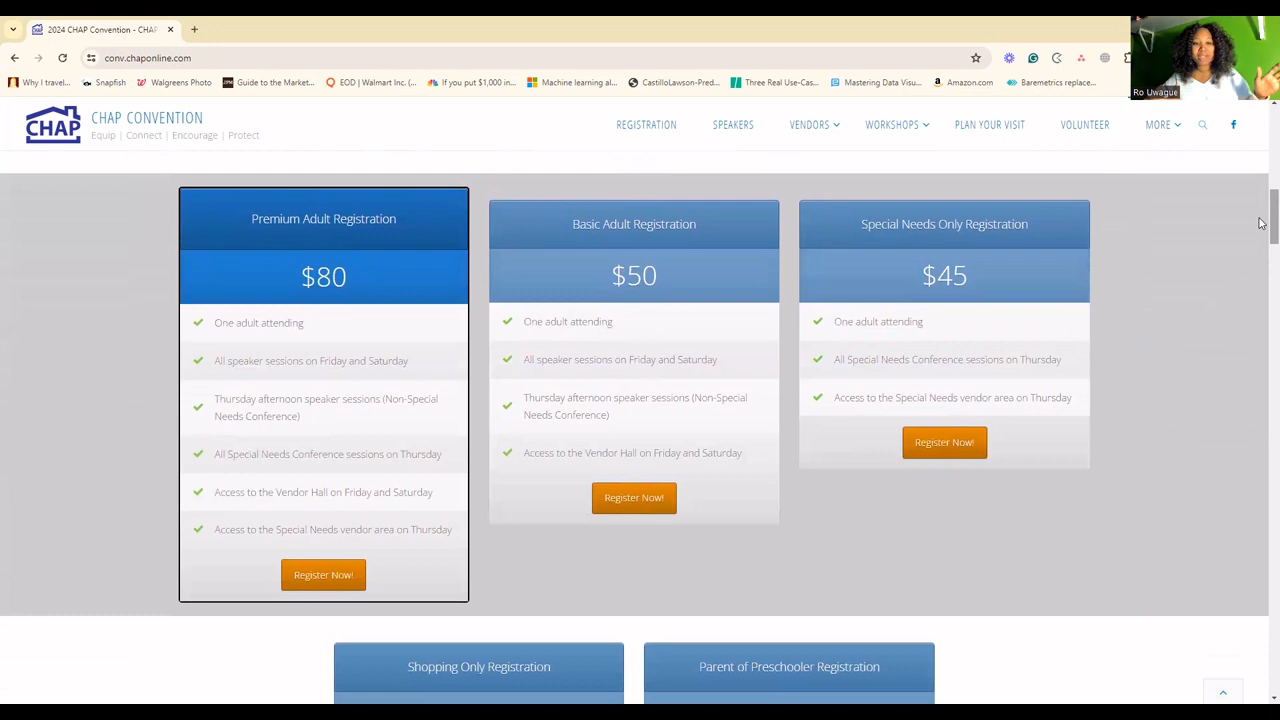 2024 CHAP Convention - CHAP
conv.chaponline.com
Why I travel...
Snapfish
Walgreens Photo
Guide to the Market...
EOD | Walmart Inc. (...
If you put $1,000 in...
Machine learning al...
CastilloLawson-Pred...
Three Real Use-Cas...
Mastering Data Visu...
Amazon.com
Baremetrics replace...
Ro Uwague
CHAP
CHAP CONVENTION
Equip | Connect | Encourage | Protect
REGISTRATION
SPEAKERS
VENDORS
WORKSHOPS
PLAN YOUR VISIT
VOLUNTEER
MORE
Premium Adult Registration
$80
One adult attending
All speaker sessions on Friday and Saturday
Thursday afternoon speaker sessions (Non-Special
Needs Conference)
All Special Needs Conference sessions on Thursday
Access to the Vendor Hall on Friday and Saturday
Access to the Special Needs vendor area on Thursday
Register Now!
Basic Adult Registration
$50
One adult attending
All speaker sessions on Friday and Saturday
Thursday afternoon speaker sessions (Non-Special
Needs Conference)
Access to the Vendor Hall on Friday and Saturday
Register Now!
Special Needs Only Registration
$45
One adult attending
All Special Needs Conference sessions on Thursday
Access to the Special Needs vendor area on Thursday
Register Now!
Shopping Only Registration
Parent of Preschooler Registration